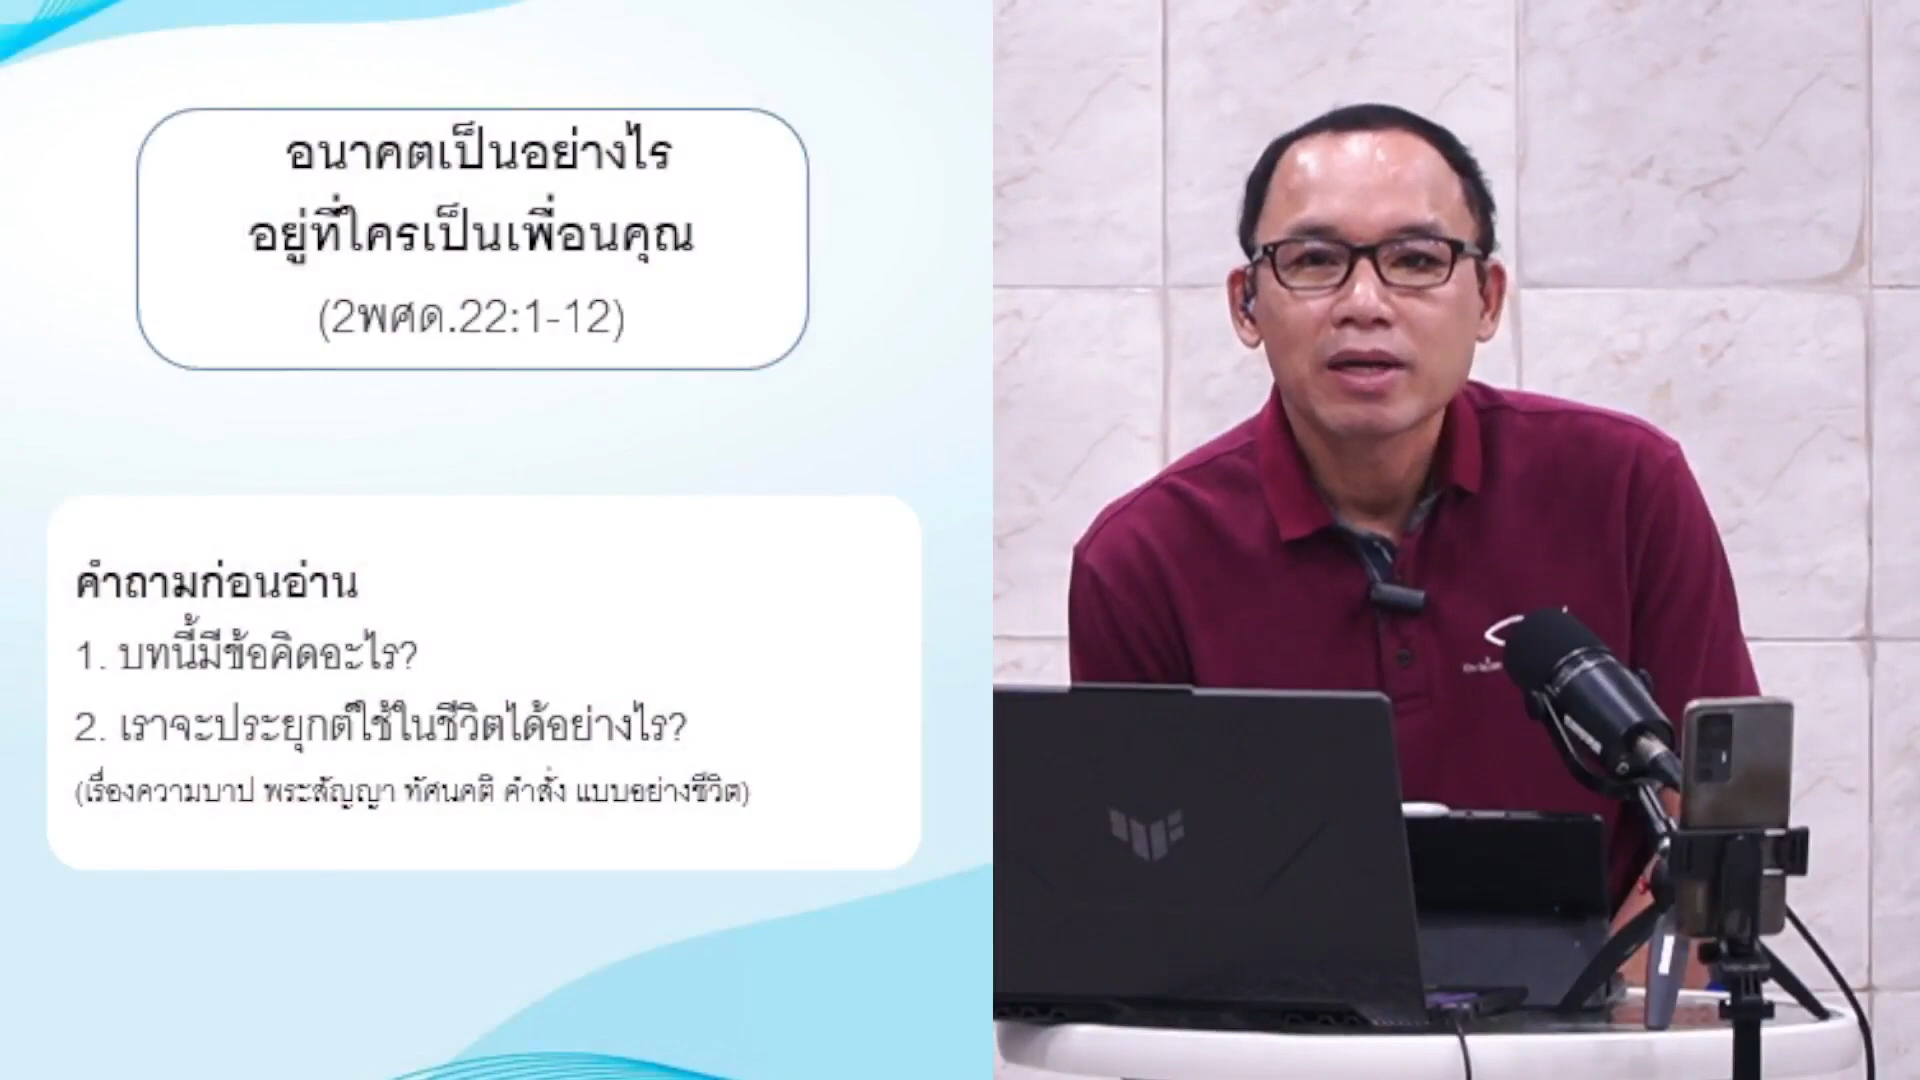 อนาคตเป็นอย่างไร
อยู่ที่ใครเป็นเพื่อนคุณ
(2พศด.22:1-12)
คำถามก่อนอ่าน
1. บทนี้มีข้อคิดอะไร?
2. เราจะประยุกต์ใช้ในชีวิตได้อย่างไร?
(เรื่องความบาป พระสัญญา ทัศนคติ คำสั่ง แบบอย่างชีวิต)